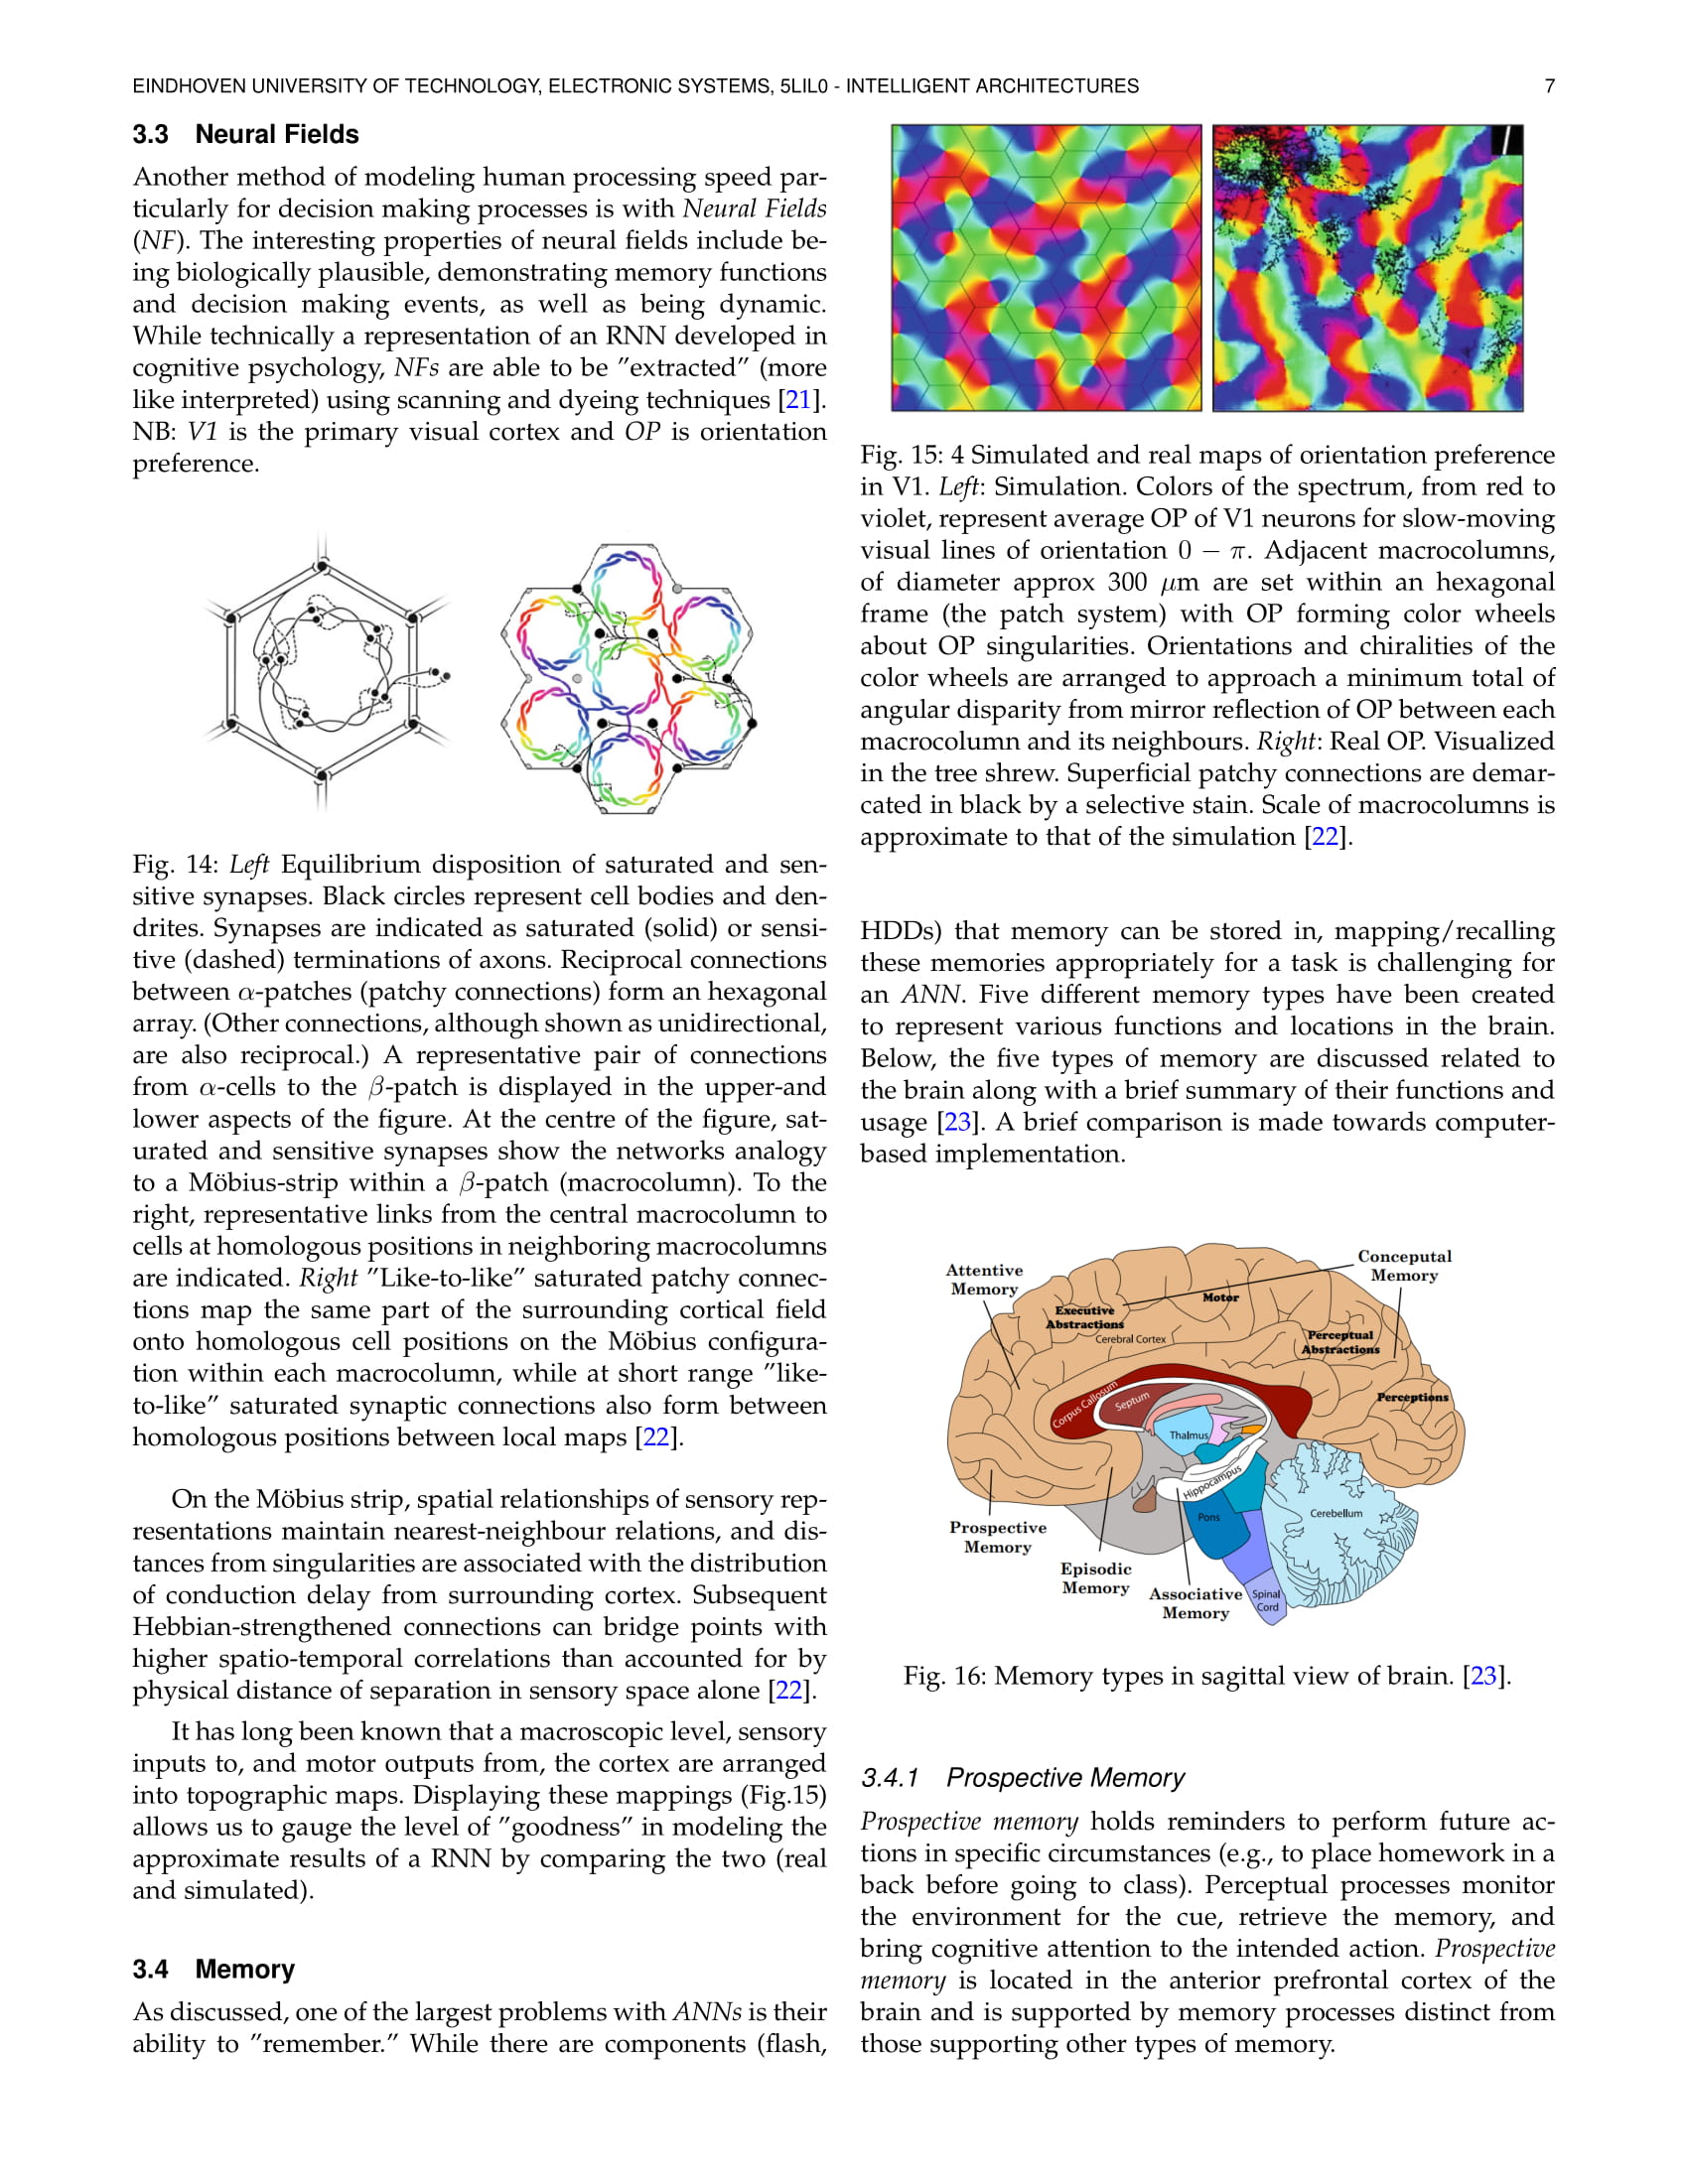 EINDHOVEN UNIVERSITY OF TECHNOLOGY, ELECTRONIC SYSTEMS, 5LIL0 - INTELLIGENT ARCHITECTURES 7
3.3 Neural Fields
Another method of modeling human processing speed par-
ticularly for decision making processes is with Neural Fields
(NF). The interesting properties of neural fields include be-
ing biologically plausible, demonstrating memory functions
and decision making events, as well as being dynamic.
While technically a representation of an RNN developed in
cognitive psychology, NFs are able to be ”extracted” (more
like interpreted) using scanning and dyeing techniques [21].
NB: V1 is the primary visual cortex and OP is orientation
preference.
Fig. 14: Left Equilibrium disposition of saturated and sen-
sitive synapses. Black circles represent cell bodies and den-
drites. Synapses are indicated as saturated (solid) or sensi-
tive (dashed) terminations of axons. Reciprocal connections
between α-patches (patchy connections) form an hexagonal
array. (Other connections, although shown as unidirectional,
are also reciprocal.) A representative pair of connections
from α-cells to the β-patch is displayed in the upper-and
lower aspects of the figure. At the centre of the figure, sat-
urated and sensitive synapses show the networks analogy
to a Möbius-strip within a β-patch (macrocolumn). To the
right, representative links from the central macrocolumn to
cells at homologous positions in neighboring macrocolumns
are indicated. Right ”Like-to-like” saturated patchy connec-
tions map the same part of the surrounding cortical field
onto homologous cell positions on the Möbius configura-
tion within each macrocolumn, while at short range ”like-
to-like” saturated synaptic connections also form between
homologous positions between local maps [22].
On the Möbius strip, spatial relationships of sensory rep-
resentations maintain nearest-neighbour relations, and dis-
tances from singularities are associated with the distribution
of conduction delay from surrounding cortex. Subsequent
Hebbian-strengthened connections can bridge points with
higher spatio-temporal correlations than accounted for by
physical distance of separation in sensory space alone [22].
It has long been known that a macroscopic level, sensory
inputs to, and motor outputs from, the cortex are arranged
into topographic maps. Displaying these mappings (Fig.15)
allows us to gauge the level of ”goodness” in modeling the
approximate results of a RNN by comparing the two (real
and simulated).
3.4 Memory
As discussed, one of the largest problems with ANNs is their
ability to ”remember.” While there are components (flash,
Fig. 15: 4 Simulated and real maps of orientation preference
in V1. Left: Simulation. Colors of the spectrum, from red to
violet, represent average OP of V1 neurons for slow-moving
visual lines of orientation 0 − π. Adjacent macrocolumns,
of diameter approx 300 μm are set within an hexagonal
frame (the patch system) with OP forming color wheels
about OP singularities. Orientations and chiralities of the
color wheels are arranged to approach a minimum total of
angular disparity from mirror reflection of OP between each
macrocolumn and its neighbours. Right: Real OP. Visualized
in the tree shrew. Superficial patchy connections are demar-
cated in black by a selective stain. Scale of macrocolumns is
approximate to that of the simulation [22].
HDDs) that memory can be stored in, mapping/recalling
these memories appropriately for a task is challenging for
an ANN. Five different memory types have been created
to represent various functions and locations in the brain.
Below, the five types of memory are discussed related to
the brain along with a brief summary of their functions and
usage [23]. A brief comparison is made towards computer-
based implementation.
Attentive
Memory
Conceputal
Memory
Executive
Abstractions
Motor
Cerebral Cortex
Perceptual
Abstractions
Perceptions
Corpus Callosum
Septum
Thalmus
Hippocampus
Pons
Cerebellum
Prospective
Memory
Episodic
Memory
Associative
Memory
Spinal
Cord
Fig. 16: Memory types in sagittal view of brain. [23].
3.4.1 Prospective Memory
Prospective memory holds reminders to perform future ac-
tions in specific circumstances (e.g., to place homework in a
back before going to class). Perceptual processes monitor
the environment for the cue, retrieve the memory, and
bring cognitive attention to the intended action. Prospective
memory is located in the anterior prefrontal cortex of the
brain and is supported by memory processes distinct from
those supporting other types of memory.